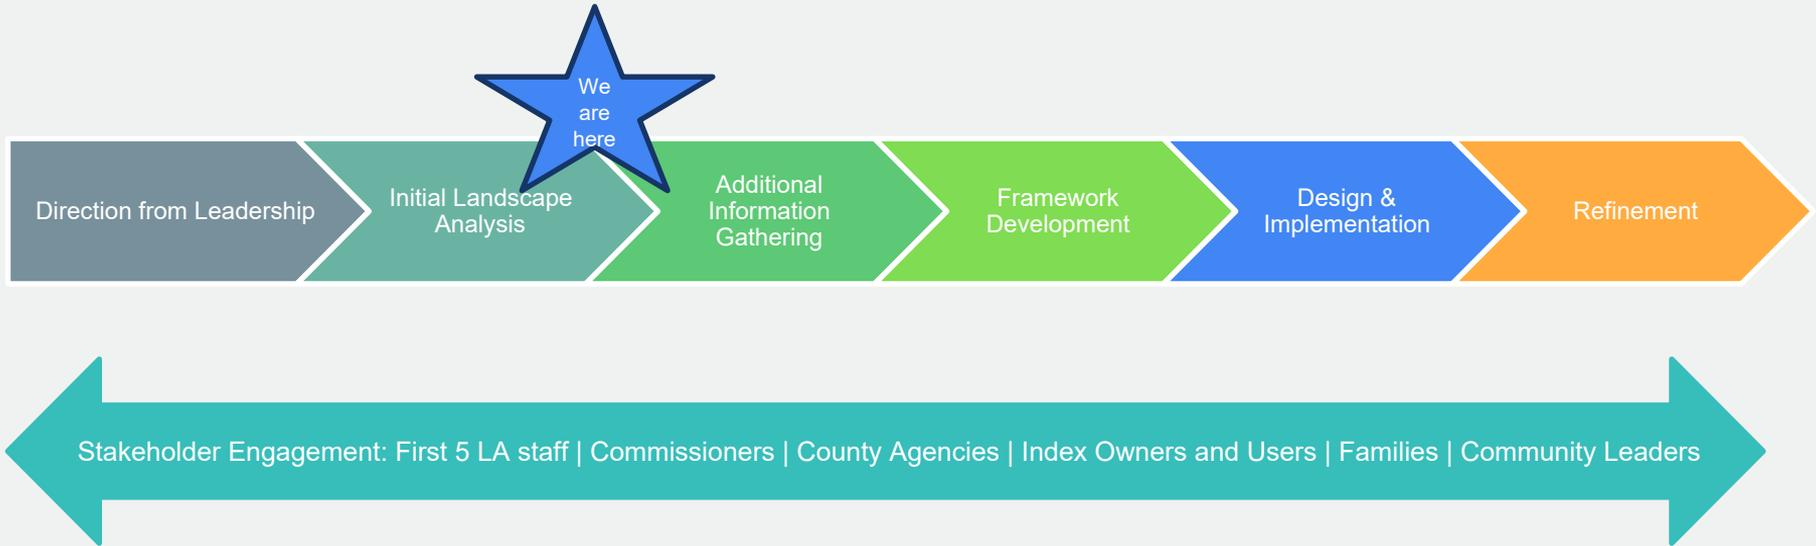 We
are
here
Direction from Leadership
Initial Landscape
Analysis
Additional
Information
Gathering
Framework
Development
Design &
Implementation
Refinement
Stakeholder Engagement: First 5 LA staff | Commissioners | County Agencies | Index Owners and Users | Families | Community Leaders